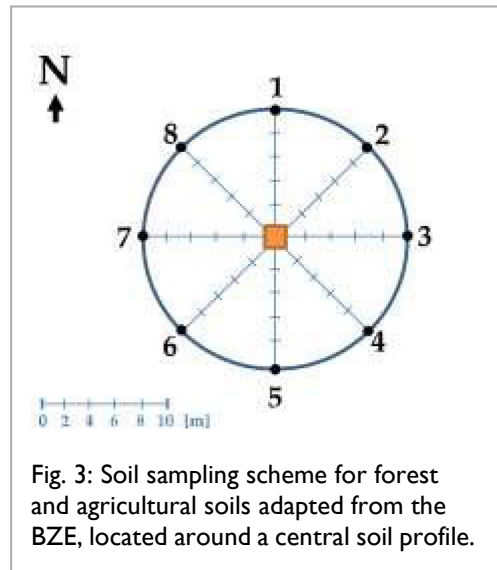 N
1
8 2
7 3
6 4
5
0 2 4 6 8 10 [m]
Fig. 3: Soil sampling scheme for forest
and agricultural soils adapted from the
BZE, located around a central soil profile.